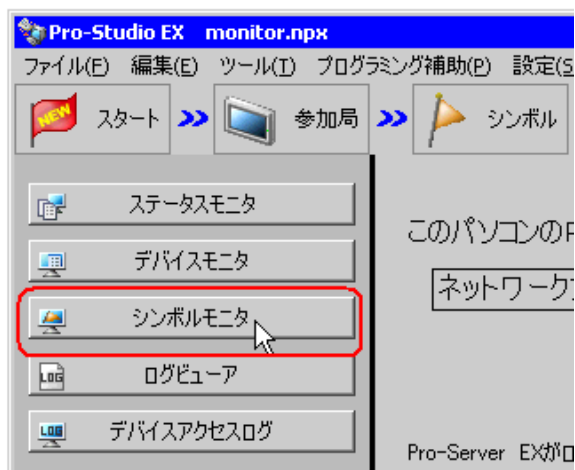 Pro-Studio EX monitor.npx
ファイル(F) 編集(E) ツール(T) プログラミング補助(P) 設定(S
NEW スタート 参加局 シンボル
ステータスモニタ
このパソコンのP
デバイスモニタ
ネットワーク
シンボルモニタ
LOG ログビューア
LOG デバイスアクセスログ
Pro-Server EXがロ